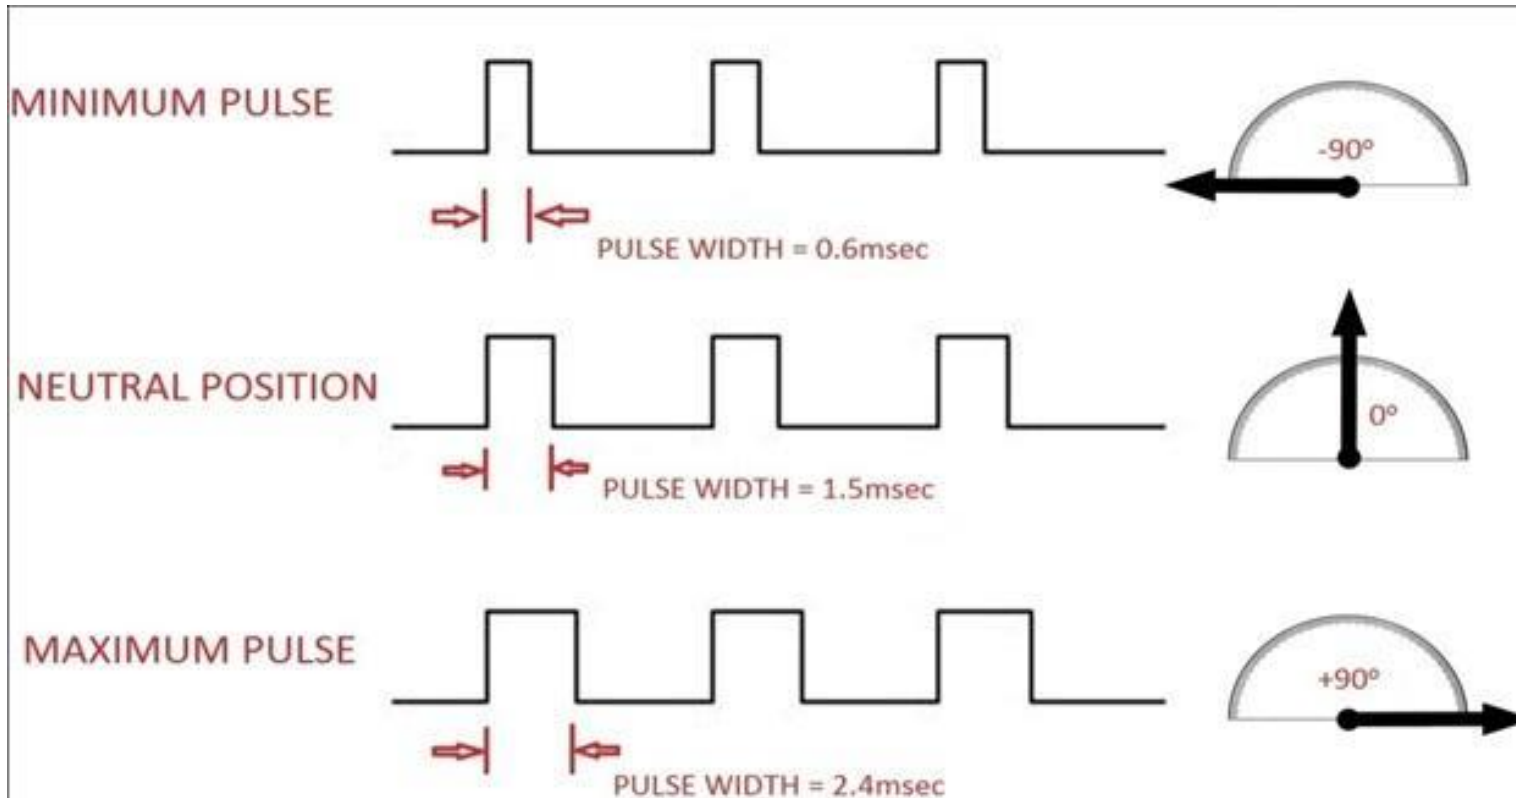 MINIMUM PULSE
-90°
PULSE WIDTH = 0.6msec
NEUTRAL POSITION
0°
PULSE WIDTH = 1.5msec
MAXIMUM PULSE
+90°
PULSE WIDTH = 2.4msec